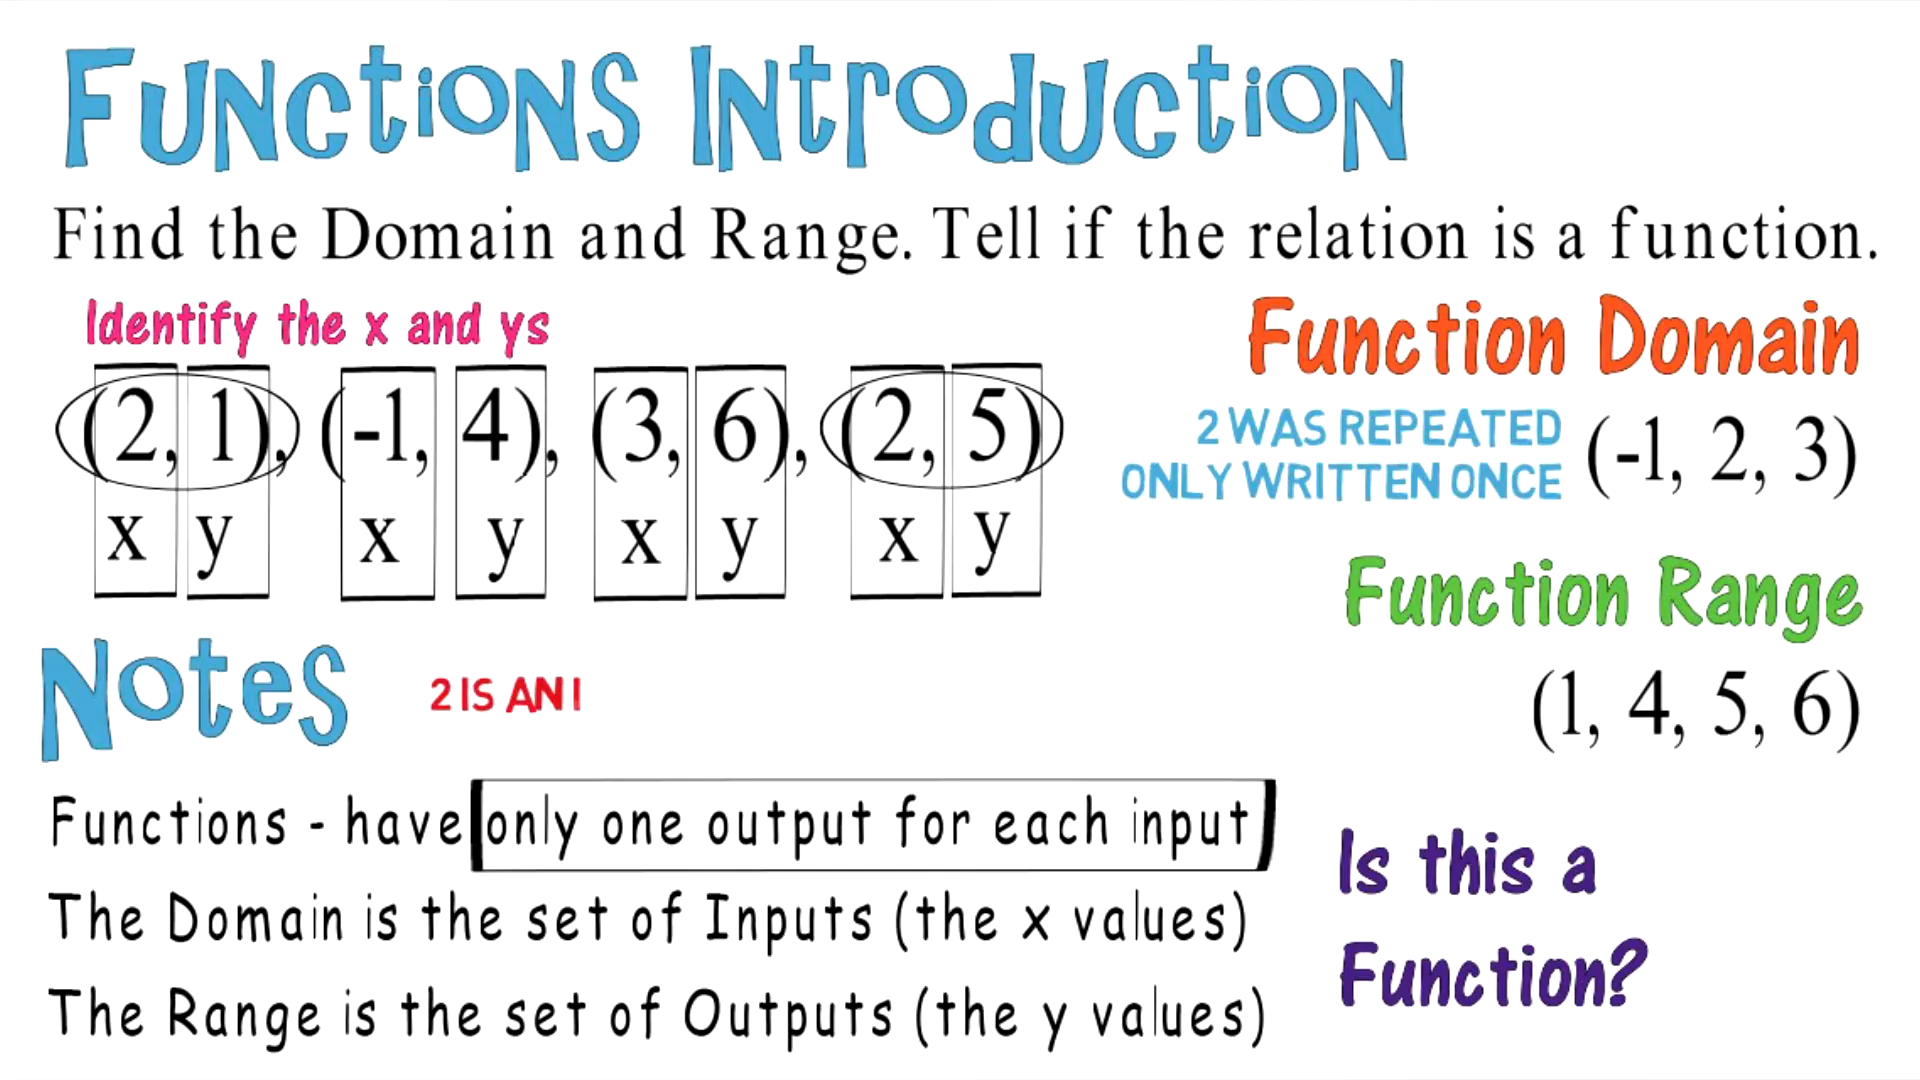 Functions Introduction
Find the Domain and Range. Tell if the relation is a function.
Identify the x and ys
(2, 1), (-1, 4), (3, 6), (2, 5)
x y x y x y x y
Function Domain
2 WAS REPEATED
ONLY WRITTEN ONCE
(-1, 2, 3)
Function Range
(1, 4, 5, 6)
Notes
2 IS AN I
Functions - have only one output for each input
The Domain is the set of Inputs (the x values)
The Range is the set of Outputs (the y values)
Is this a
Function?